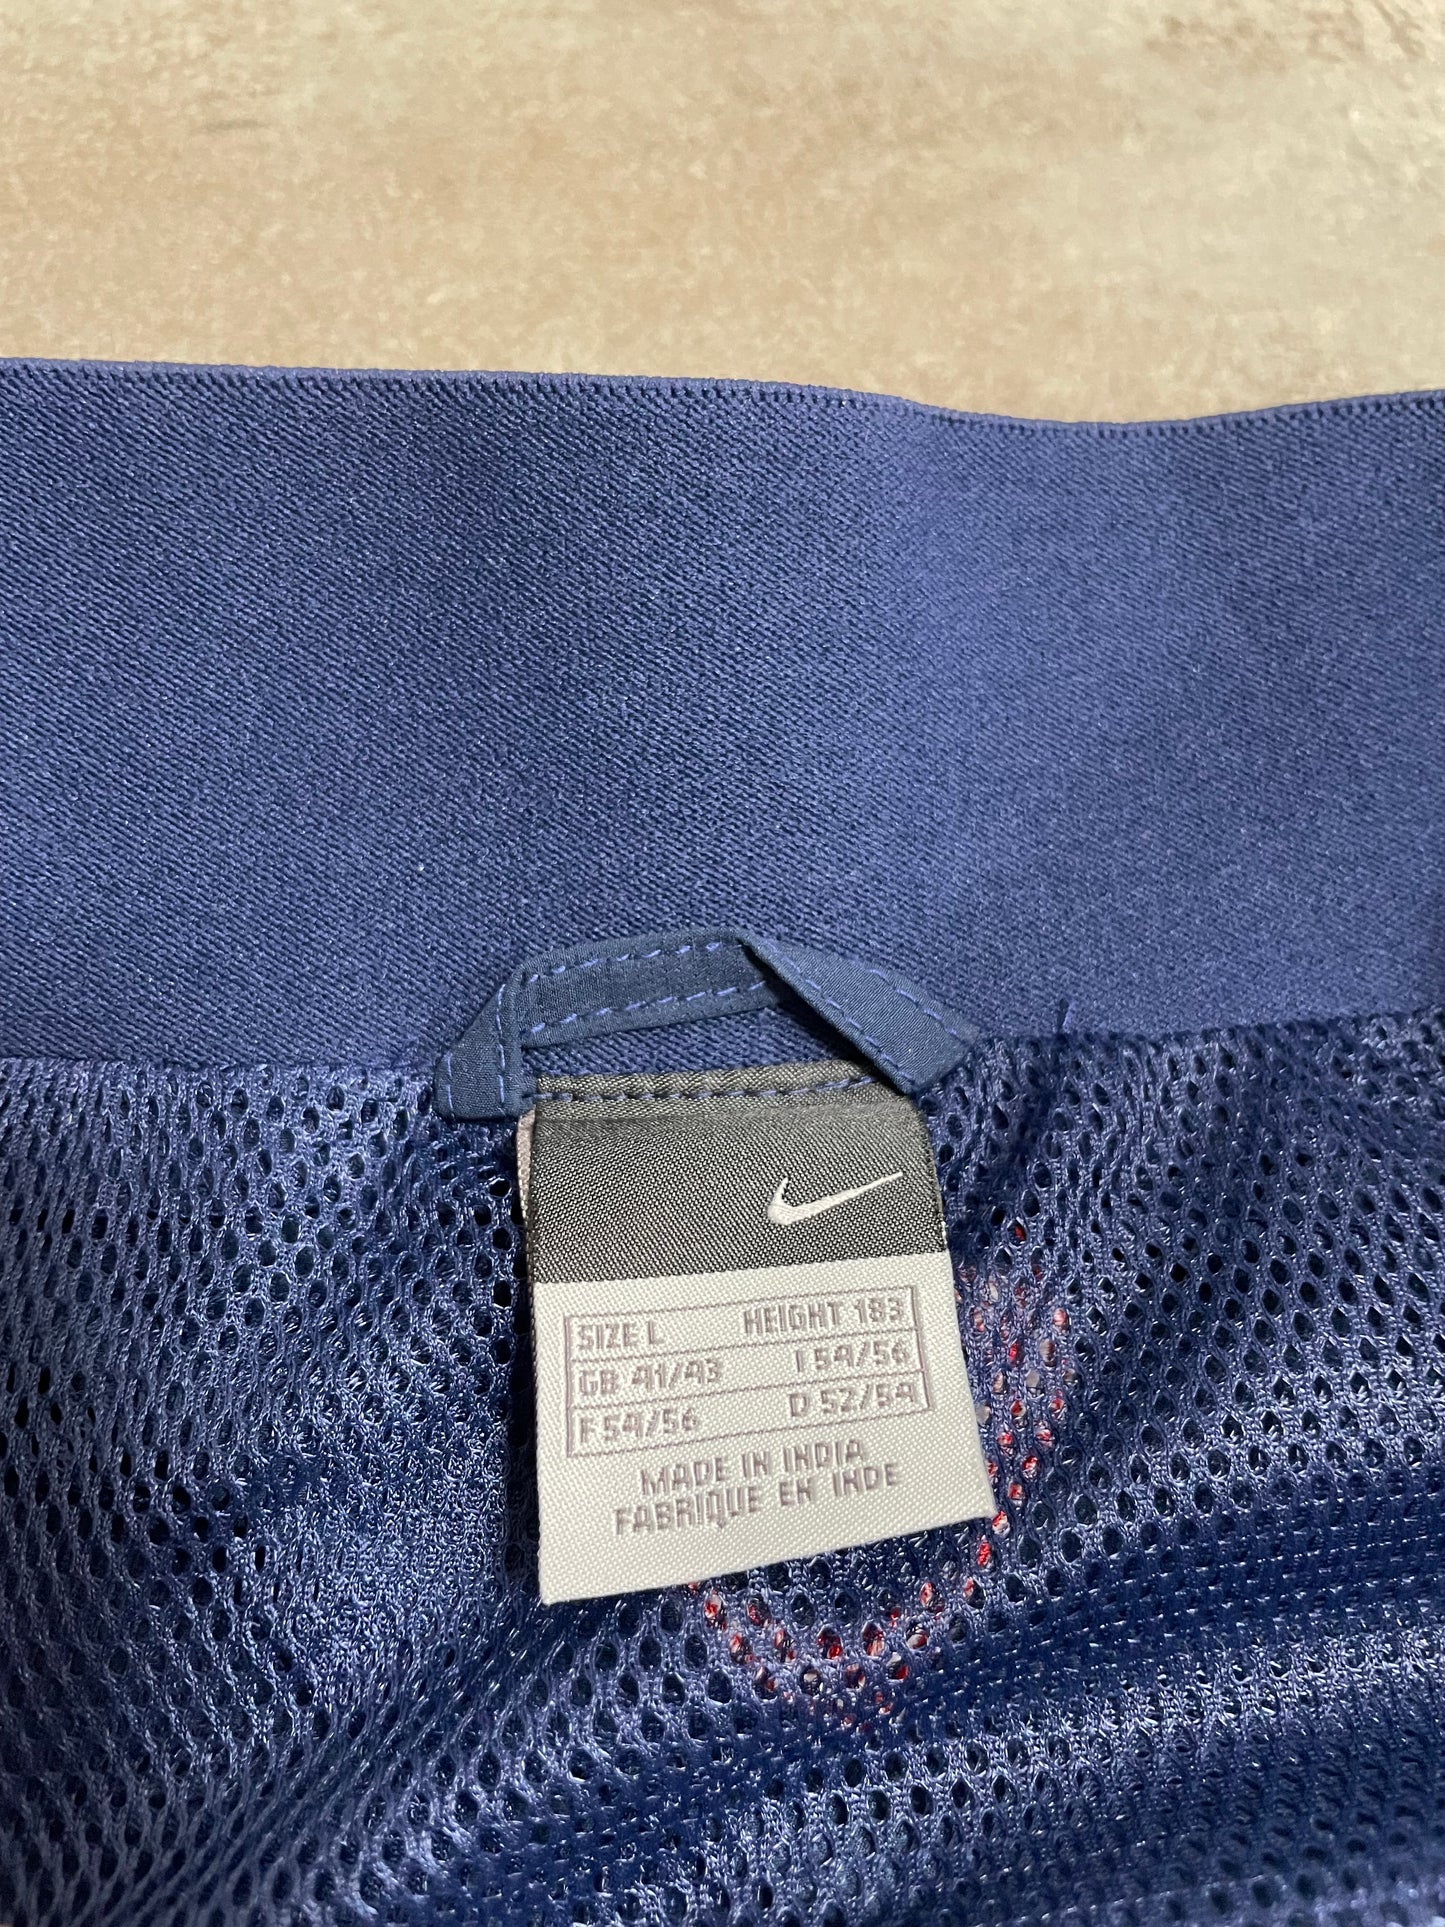 SIZE L HEIGHT 183
GB 41/43 I 54/56
F 54/56 D 52/54
MADE IN INDIA
FABRIQUE EN INDE